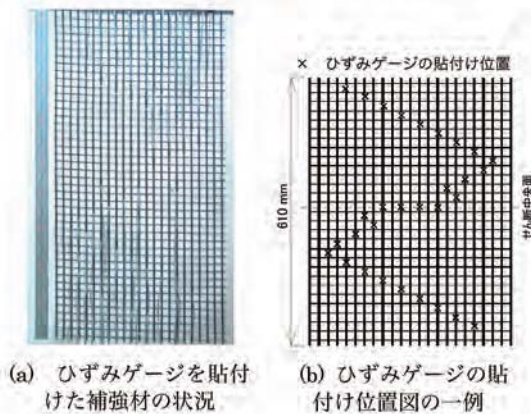 × ひずみゲージの貼付け位置
610 mm
せん断中央面
(a) ひずみゲージを貼付
けた補強材の状況
(b) ひずみゲージの貼
付け位置図の一例